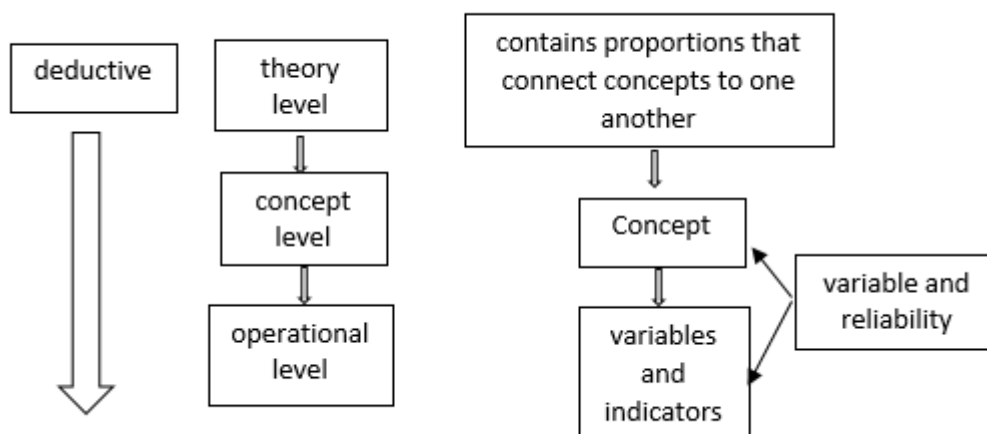 deductive
theory
level
contains proportions that
connect concepts to one
another
concept
level
Concept
operational
level
variables
and
indicators
variable and
reliability